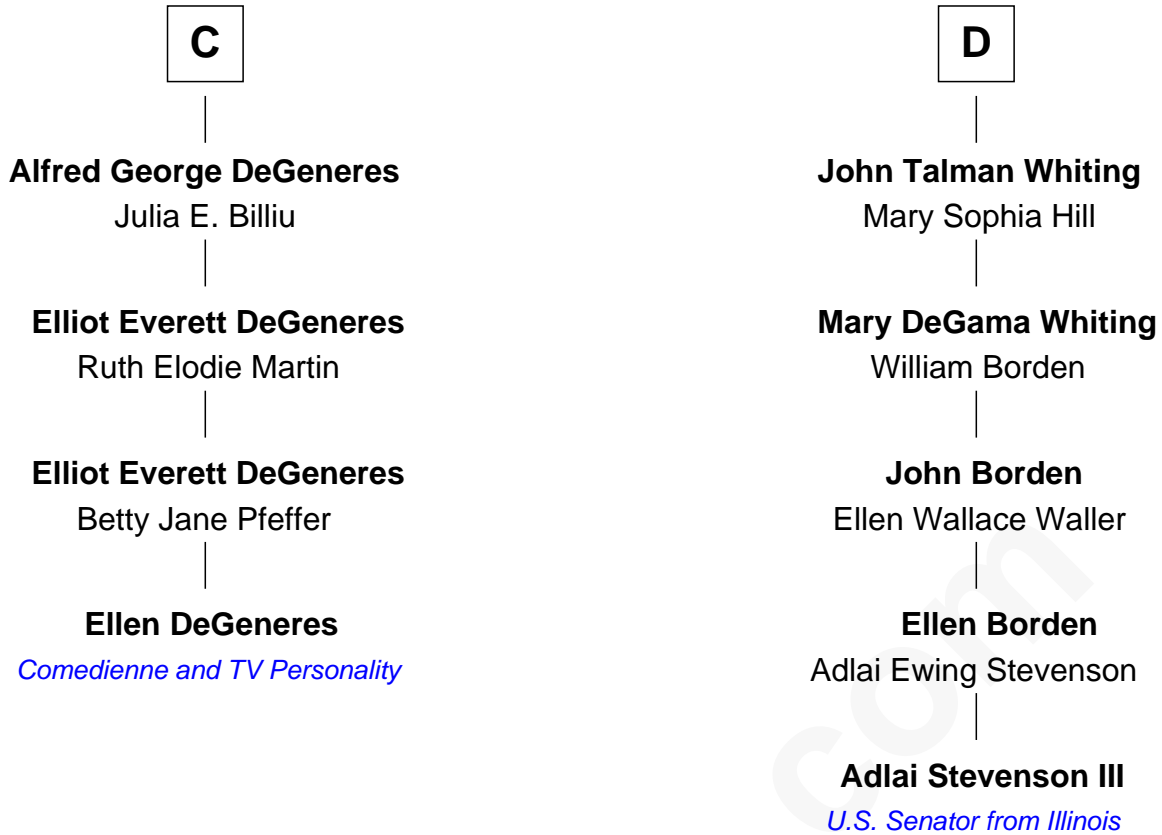 C
Alfred George DeGeneres
Julia E. Billiu
Elliot Everett DeGeneres
Ruth Elodie Martin
Elliot Everett DeGeneres
Betty Jane Pfeffer
Ellen DeGeneres
Comedienne and TV Personality
D
John Talman Whiting
Mary Sophia Hill
Mary DeGama Whiting
William Borden
John Borden
Ellen Wallace Waller
Ellen Borden
Adlai Ewing Stevenson
Adlai Stevenson III
U.S. Senator from Illinois
com